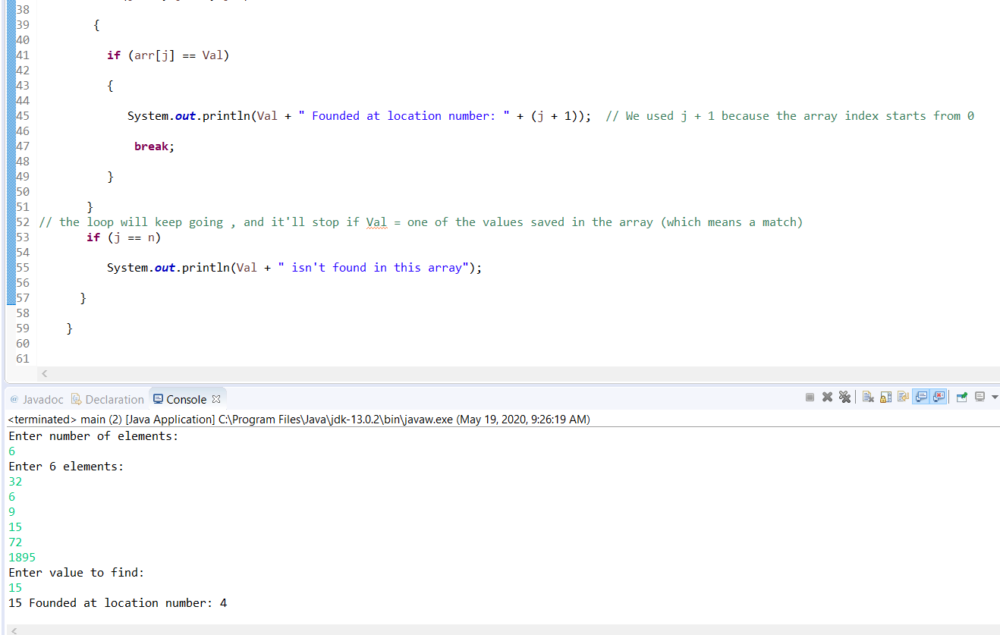 38
39 {
40
41 if (arr[j] == Val)
42
43 {
44
45 System.out.println(Val + " Founded at location number: " + (j + 1)); // We used j + 1 because the array index starts from 0
46
47 break;
48
49 }
50
51 }
52 // the loop will keep going , and it'll stop if Val = one of the values saved in the array (which means a match)
53 if (j == n)
54
55 System.out.println(Val + " isn't found in this array");
56
57 }
58
59 }
60
61
@ Javadoc Declaration Console
<terminated> main (2) [Java Application] C:\Program Files\Java\jdk-13.0.2\bin\javaw.exe (May 19, 2020, 9:26:19 AM)
Enter number of elements:
6
Enter 6 elements:
32
6
9
15
72
1895
Enter value to find:
15
15 Founded at location number: 4